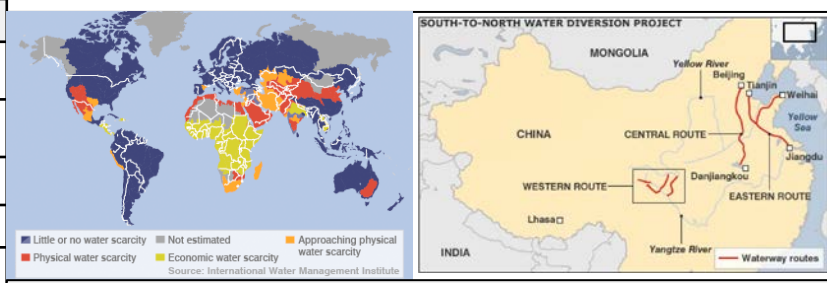 Little or no water scarcity
Physical water scarcity
Not estimated
Economic water scarcity
Approaching physical
water scarcity
Source: International Water Management Institute
SOUTH-TO-NORTH WATER DIVERSION PROJECT
MONGOLIA
Yellow River
Beijing
Tianjin
Weihai
Yellow
Sea
CHINA
CENTRAL ROUTE
Jiangdu
Danjiangkou
WESTERN ROUTE
EASTERN ROUTE
Lhasa
Yangtze River
INDIA
Waterway routes